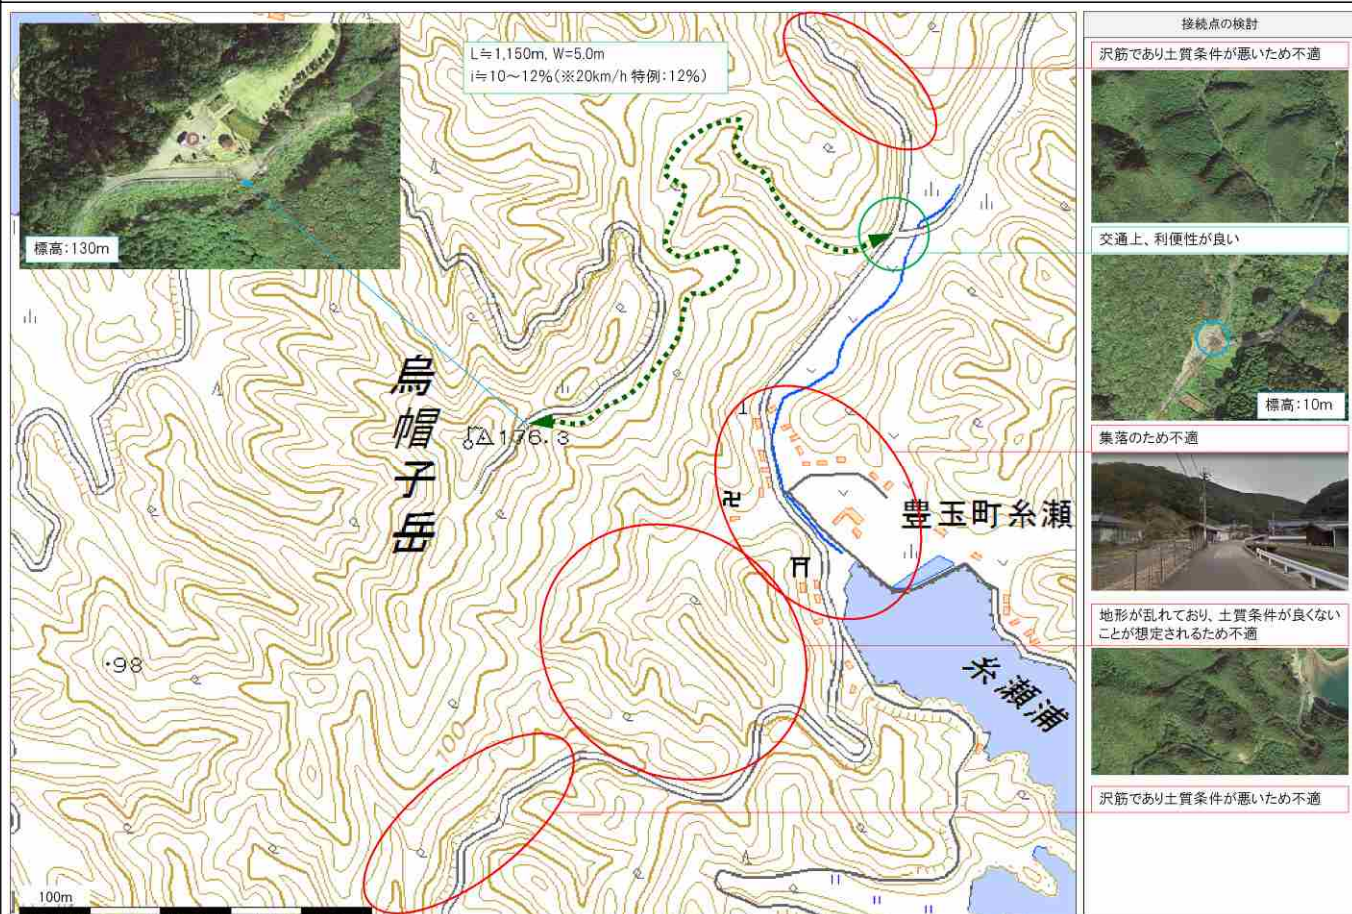 L≒1,150m, W=5.0m
i≒10～12%(※20km/h 特例:12%)
標高:130m
烏帽子岳
176.3
1
豊玉町糸瀬
糸瀬浦
・98
100
100m
接続点の検討
沢筋であり土質条件が悪いため不適
交通上、利便性が良い
標高:10m
集落のため不適
地形が乱れており、土質条件が良くない
ことが想定されるため不適
沢筋であり土質条件が悪いため不適